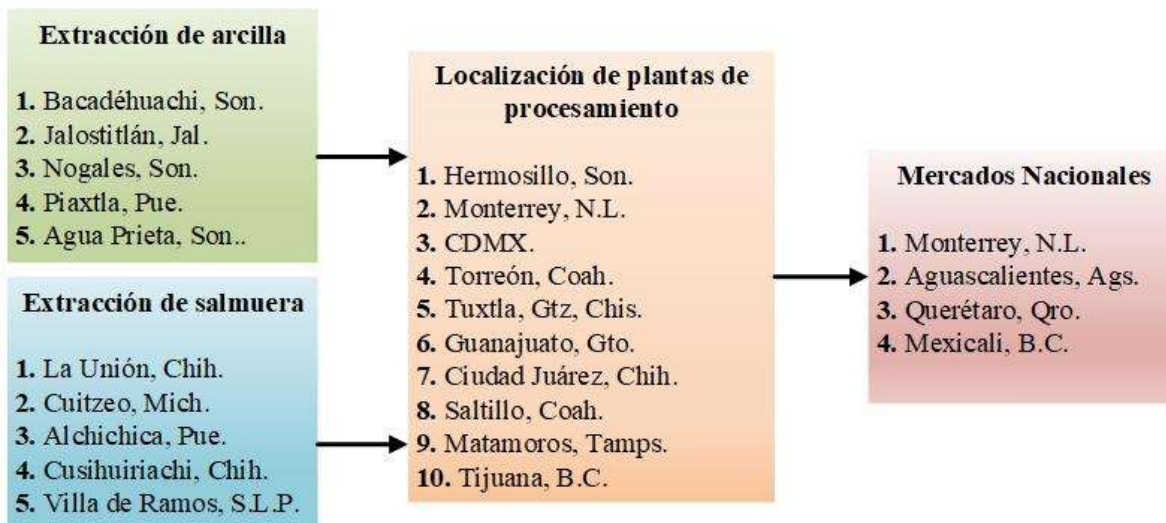 Extracción de arcilla
1. Bacadéhuachi, Son.
2. Jalostitlán, Jal.
3. Nogales, Son.
4. Piaxtla, Pue.
5. Agua Prieta, Son..
Extracción de salmuera
1. La Unión, Chih.
2. Cuitzeo, Mich.
3. Alchichica, Pue.
4. Cusihuiriachi, Chih.
5. Villa de Ramos, S.L.P.
Localización de plantas de
procesamiento
1. Hermosillo, Son.
2. Monterrey, N.L.
3. CDMX.
4. Torreón, Coah.
5. Tuxtla, Gtz, Chis.
6. Guanajuato, Gto.
7. Ciudad Juárez, Chih.
8. Saltillo, Coah.
9. Matamoros, Tamps.
10. Tijuana, B.C.
Mercados Nacionales
1. Monterrey, N.L.
2. Aguascalientes, Ags.
3. Querétaro, Qro.
4. Mexicali, B.C.